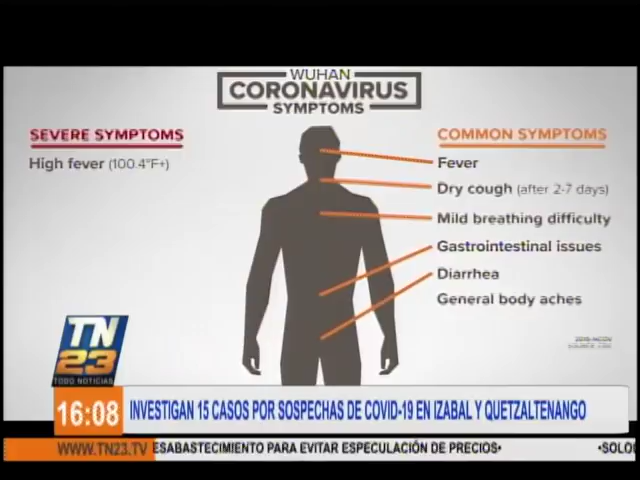 WUHAN
CORONAVIRUS
SYMPTOMS
SEVERE SYMPTOMS
High fever (100.4°F+)
COMMON SYMPTOMS
Fever
Dry cough (after 2-7 days)
Mild breathing difficulty
Gastrointestinal issues
Diarrhea
General body aches
TN
23
TODO NOTICIAS
16:08
INVESTIGAN 15 CASOS POR SOSPECHAS DE COVID-19 EN IZABAL Y QUETZALTENANGO
WWW.TN23.TV
ESABASTECIMIENTO PARA EVITAR ESPECULACIÓN DE PRECIOS•
•SOLO